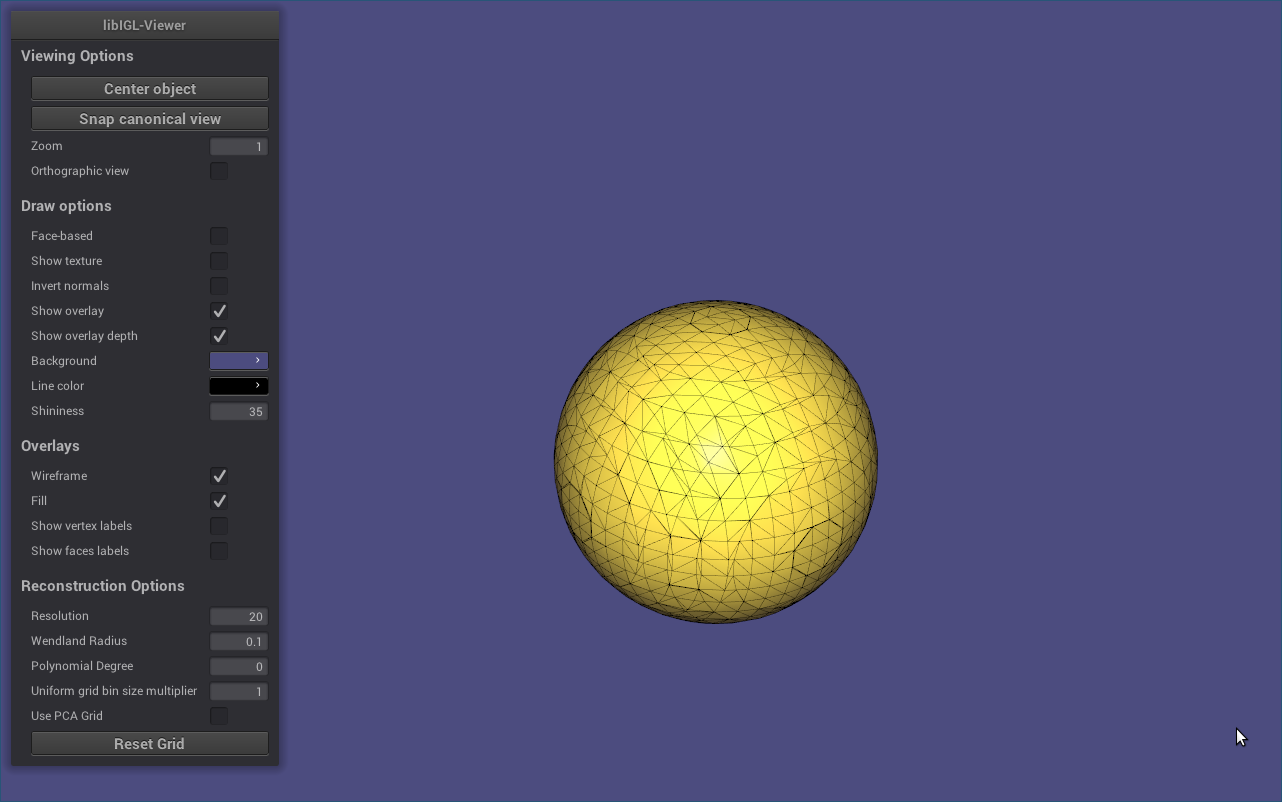 libIGL-Viewer
Viewing Options
Center object
Snap canonical view
Zoom 1
Orthographic view
Draw options
Face-based
Show texture
Invert normals
Show overlay
Show overlay depth
Background ›
Line color ›
Shininess 35
Overlays
Wireframe
Fill
Show vertex labels
Show faces labels
Reconstruction Options
Resolution 20
Wendland Radius 0.1
Polynomial Degree 0
Uniform grid bin size multiplier 1
Use PCA Grid
Reset Grid